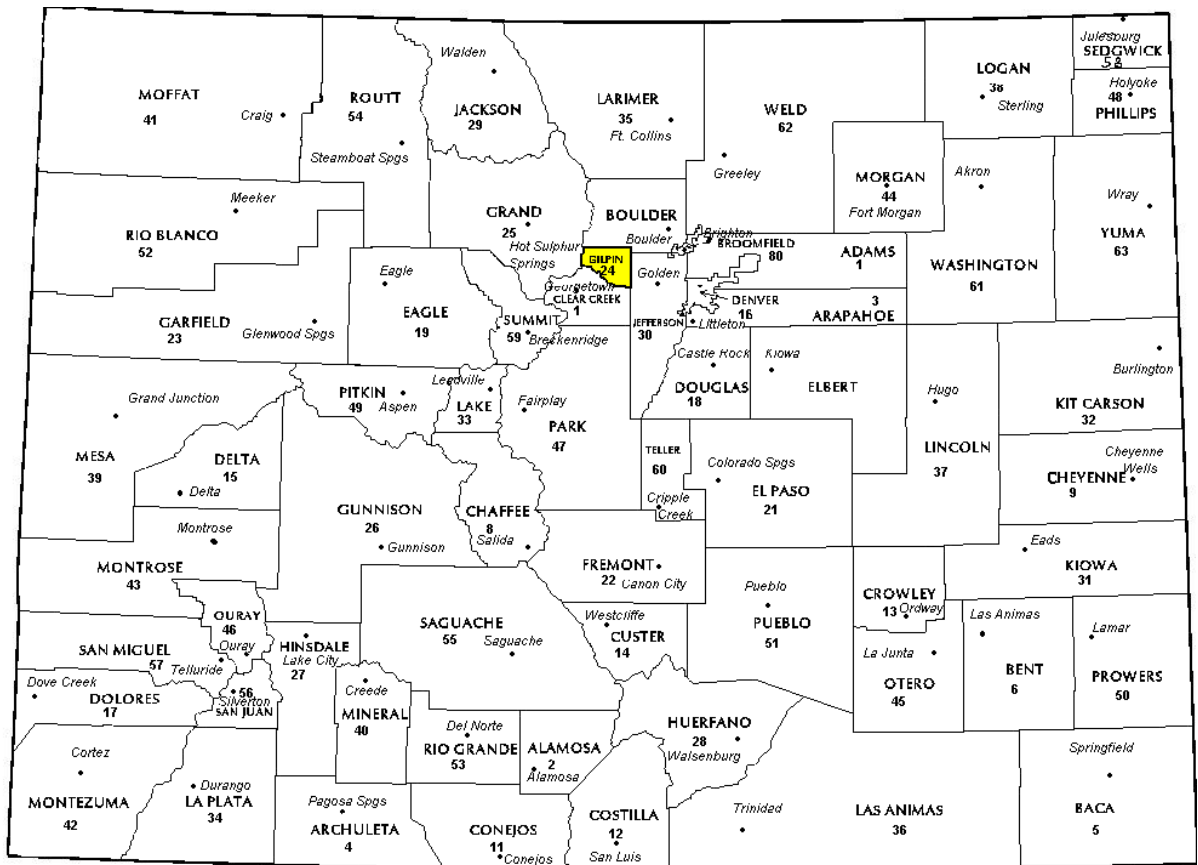 Walden
Julesburg
SEDGWICK
58
LOGAN
38
Sterling
Holyoke
48
PHILLIPS
MOFFAT
41
Craig
ROUTT
54
Steamboat Spgs
JACKSON
29
LARIMER
35
Ft. Collins
WELD
62
Greeley
MORGAN
44
Fort Morgan
Akron
WASHINGTON
61
Wray
YUMA
63
Meeker
RIO BLANCO
52
GRAND
25
Hot Sulphur
Springs
BOULDER
Boulder
Brighton
BROOMFIELD
80
ADAMS
1
GILPIN
24
Golden
Georgetown
CLEAR CREEK
1
DENVER
16
3
ARAPAHOE
Littleton
JEFFERSON
30
Eagle
EAGLE
19
SUMMIT
59
Breckenridge
GARFIELD
23
Glenwood Spgs
Castle Rock
DOUGLAS
18
Kiowa
ELBERT
Hugo
LINCOLN
37
Burlington
KIT CARSON
32
Grand Junction
MESA
39
PITKIN
49
Aspen
Leadville
LAKE
33
Fairplay
PARK
47
DELTA
15
Delta
TELLER
60
Cripple
Creek
Colorado Spgs
EL PASO
21
Cheyenne
Wells
CHEYENNE
9
GUNNISON
26
Gunnison
CHAFFEE
8
Salida
Montrose
MONTROSE
43
FREMONT
22
Canon City
Pueblo
PUEBLO
51
CROWLEY
13
Ordway
Eads
KIOWA
31
OURAY
46
Ouray
SAN MIGUEL
57
Telluride
HINSDALE
Lake City
27
SAGUACHE
55
Saguache
Westcliffe
CUSTER
14
La Junta
OTERO
45
Las Animas
BENT
6
Lamar
PROWERS
50
Dove Creek
DOLORES
17
56
Silverton
SAN JUAN
Creede
MINERAL
40
Del Norte
RIO GRANDE
53
ALAMOSA
2
Alamosa
HUERFANO
28
Walsenburg
Cortez
MONTEZUMA
42
Durango
LA PLATA
34
Pagosa Spgs
ARCHULETA
4
CONEJOS
11
Conejos
COSTILLA
12
San Luis
Trinidad
LAS ANIMAS
36
Springfield
BACA
5